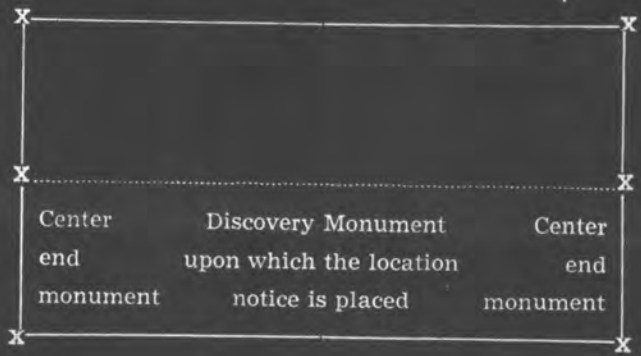 X X
X X
Center Discovery Monument Center
end upon which the location end
monument notice is placed monument
X X